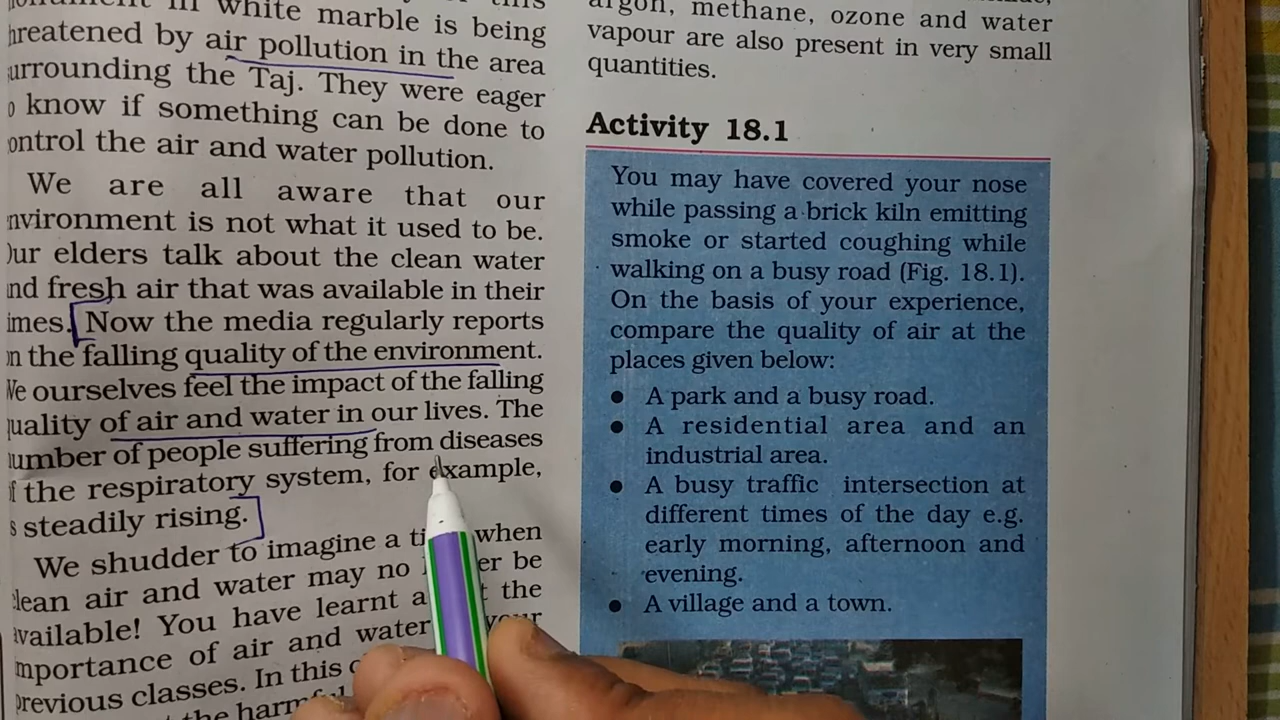 in white marble is being
threatened by air pollution in the area
surrounding the Taj. They were eager
know if something can be done to
control the air and water pollution.
We are all aware that our
environment is not what it used to be.
Our elders talk about the clean water
and fresh air that was available in their
times. Now the media regularly reports
on the falling quality of the environment.
We ourselves feel the impact of the falling
quality of air and water in our lives. The
number of people suffering from diseases
of the respiratory system, for example,
is steadily rising.
We shudder to imagine a when
clean air and water may no be
available! You have learnt the
importance of air and water your
previous classes. In this
the
argon, methane, ozone and water
vapour are also present in very small
quantities.
Activity 18.1
You may have covered your nose
while passing a brick kiln emitting
smoke or started coughing while
walking on a busy road (Fig. 18.1).
On the basis of your experience,
compare the quality of air at the
places given below:
• A park and a busy road.
• A residential area and an
industrial area.
• A busy traffic intersection at
different times of the day e.g.
early morning, afternoon and
evening.
• A village and a town.